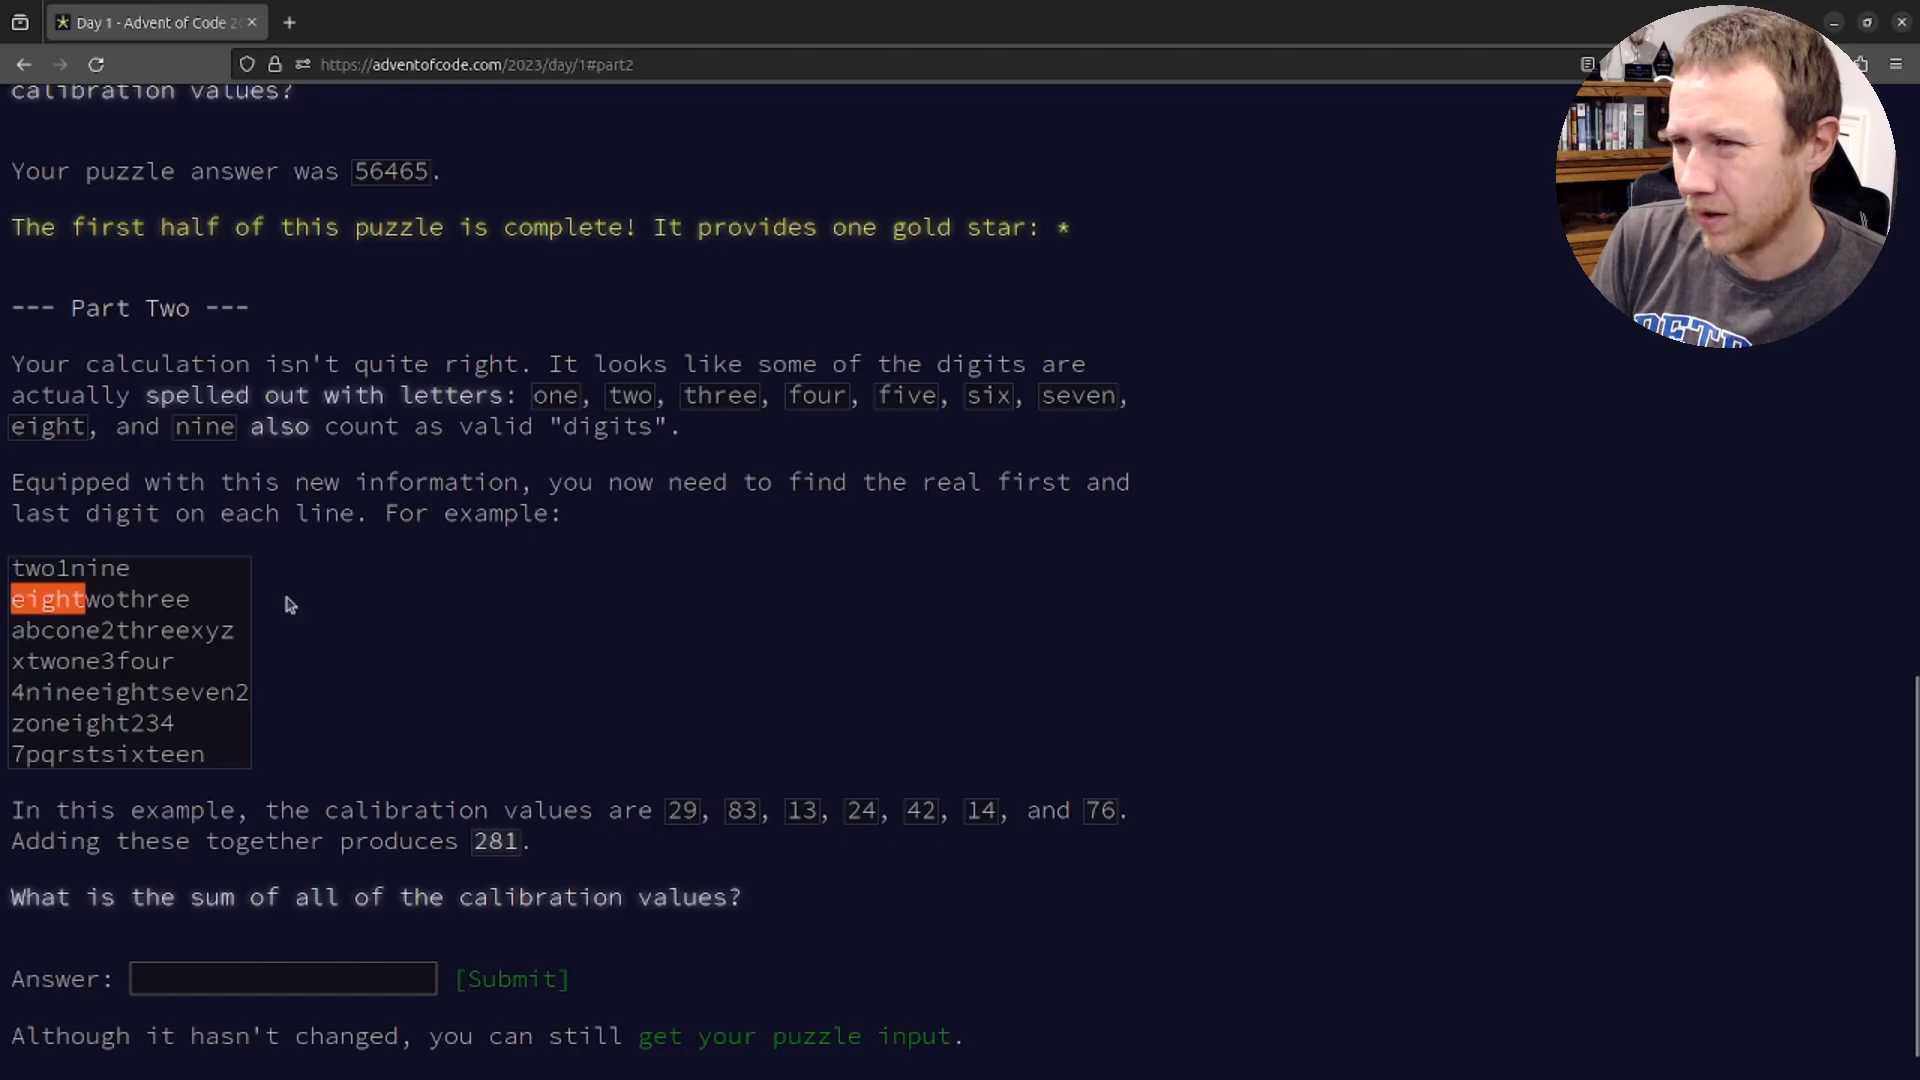 Day 1 - Advent of Code 20
https://adventofcode.com/2023/day/1#part2
calibration values?
Your puzzle answer was 56465.
The first half of this puzzle is complete! It provides one gold star: *
--- Part Two ---
Your calculation isn't quite right. It looks like some of the digits are
actually spelled out with letters: one, two, three, four, five, six, seven,
eight, and nine also count as valid "digits".
Equipped with this new information, you now need to find the real first and
last digit on each line. For example:
two1nine
eightwothree
abcone2threexyz
xtwone3four
4nineeightseven2
zoneight234
7pqrstsixteen
In this example, the calibration values are 29, 83, 13, 24, 42, 14, and 76.
Adding these together produces 281.
What is the sum of all of the calibration values?
Answer: [Submit]
Although it hasn't changed, you can still get your puzzle input.